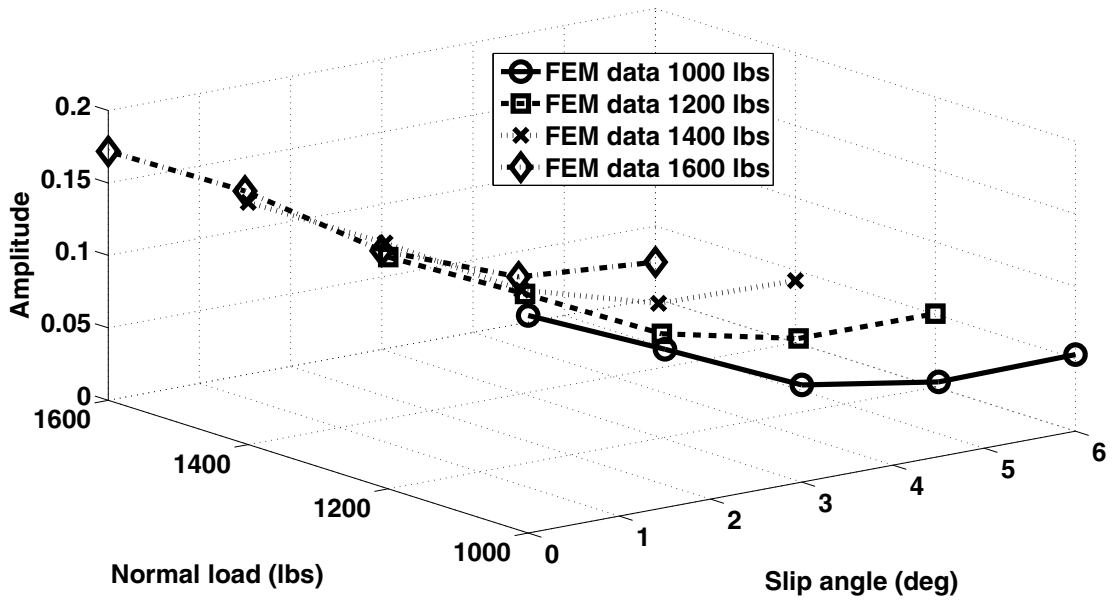 0.2
FEM data 1000 lbs
FEM data 1200 lbs
FEM data 1400 lbs
FEM data 1600 lbs
0.15
0.1
0.05
0
Amplitude
1600
1400
1200
1000
0
1
2
3
4
5
6
Normal load (lbs)
Slip angle (deg)